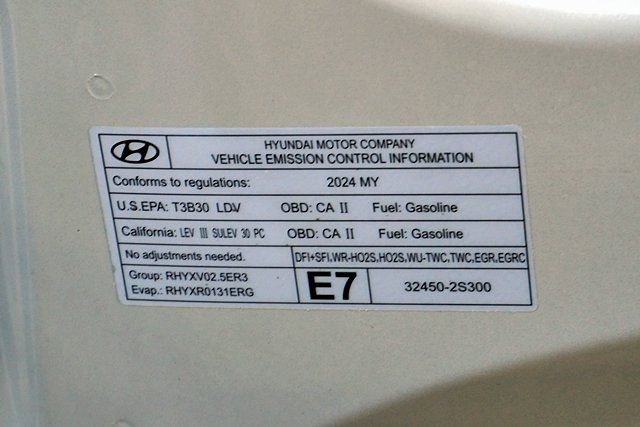 HYUNDAI MOTOR COMPANY
VEHICLE EMISSION CONTROL INFORMATION
Conforms to regulations: 2024 MY
U.S.EPA: T3B30 LDV OBD: CA II Fuel: Gasoline
California: LEV III SULEV 30 PC OBD: CA II Fuel: Gasoline
No adjustments needed. DFI+SFI,WR-HO2S,HO2S,WU-TWC,TWC,EGR,EGRC
Group: RHYXV02.5ER3
Evap.: RHYXR0131ERG
E7
32450-2S300